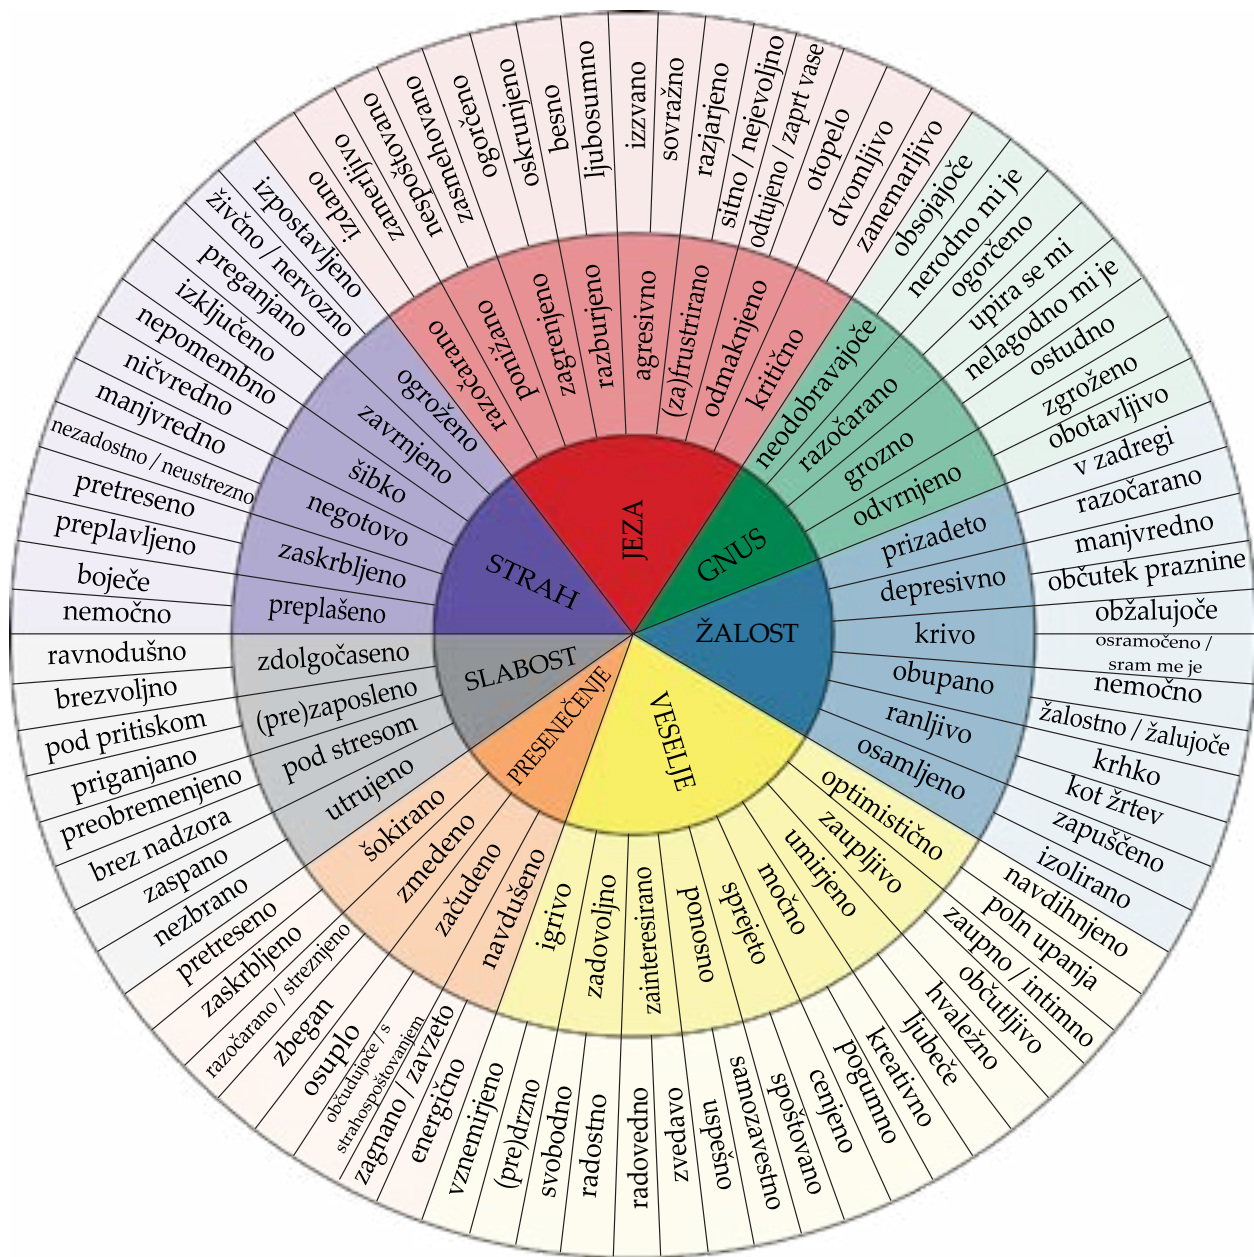 JEZA
GNUS
ŽALOST
VESELJE
PRESENEČENJE
SLABOST
STRAH
razočarano
ponižano
zagrenjeno
razburjeno
agresivno
(za)frustrirano
odmaknjeno
kritično
neodobravajoče
razočarano
grozno
odvrnjeno
prizadeto
depresivno
krivo
obupano
ranljivo
osamljeno
optimistično
zaupljivo
umirjeno
močno
sprejeto
ponosno
zainteresirano
zadovoljno
igrivo
navdušeno
začudeno
zmedeno
šokirano
utrujeno
pod stresom
(pre)zaposleno
zdolgočaseno
preplašeno
zaskrbljeno
negotovo
šibko
zavrnjeno
ogroženo
izdano
zamerljivo
nespoštovano
zasmehovano
ogorčeno
oskrunjeno
besno
ljubosumno
izzvano
sovražno
razjarjeno
sitno / nejevoljno
odtujeno / zaprt vase
otopelo
dvomljivo
zanemarljivo
obsojajoče
nerodno mi je
ogorčeno
upira se mi
nelagodno mi je
ostudno
zgroženo
obotavljivo
v zadregi
razočarano
manjvredno
občutek praznine
obžalujoče
osramočeno /
sram me je
nemočno
žalostno / žalujoče
krhko
kot žrtev
zapuščeno
izolirano
navdihnjeno
poln upanja
zaupno / intimno
občutljivo
hvaležno
ljubeče
kreativno
pogumno
cenjeno
spoštovano
samozavestno
uspešno
zvedavo
radovedno
radostno
svobodno
(pre)drzno
vznemirjeno
energično
zagnano / zavzeto
občudujoče / s
strahospoštovanjem
osuplo
zbegan
razočarano / streznjeno
zaskrbljeno
pretreseno
nezbrano
zaspano
brez nadzora
preobremenjeno
priganjano
pod pritiskom
brezvoljno
ravnodušno
nemočno
boječe
preplavljeno
pretreseno
nezadostno / neustrezno
manjvredno
ničvredno
nepomembno
izključeno
preganjano
živčno / nervozno
izpostavljeno